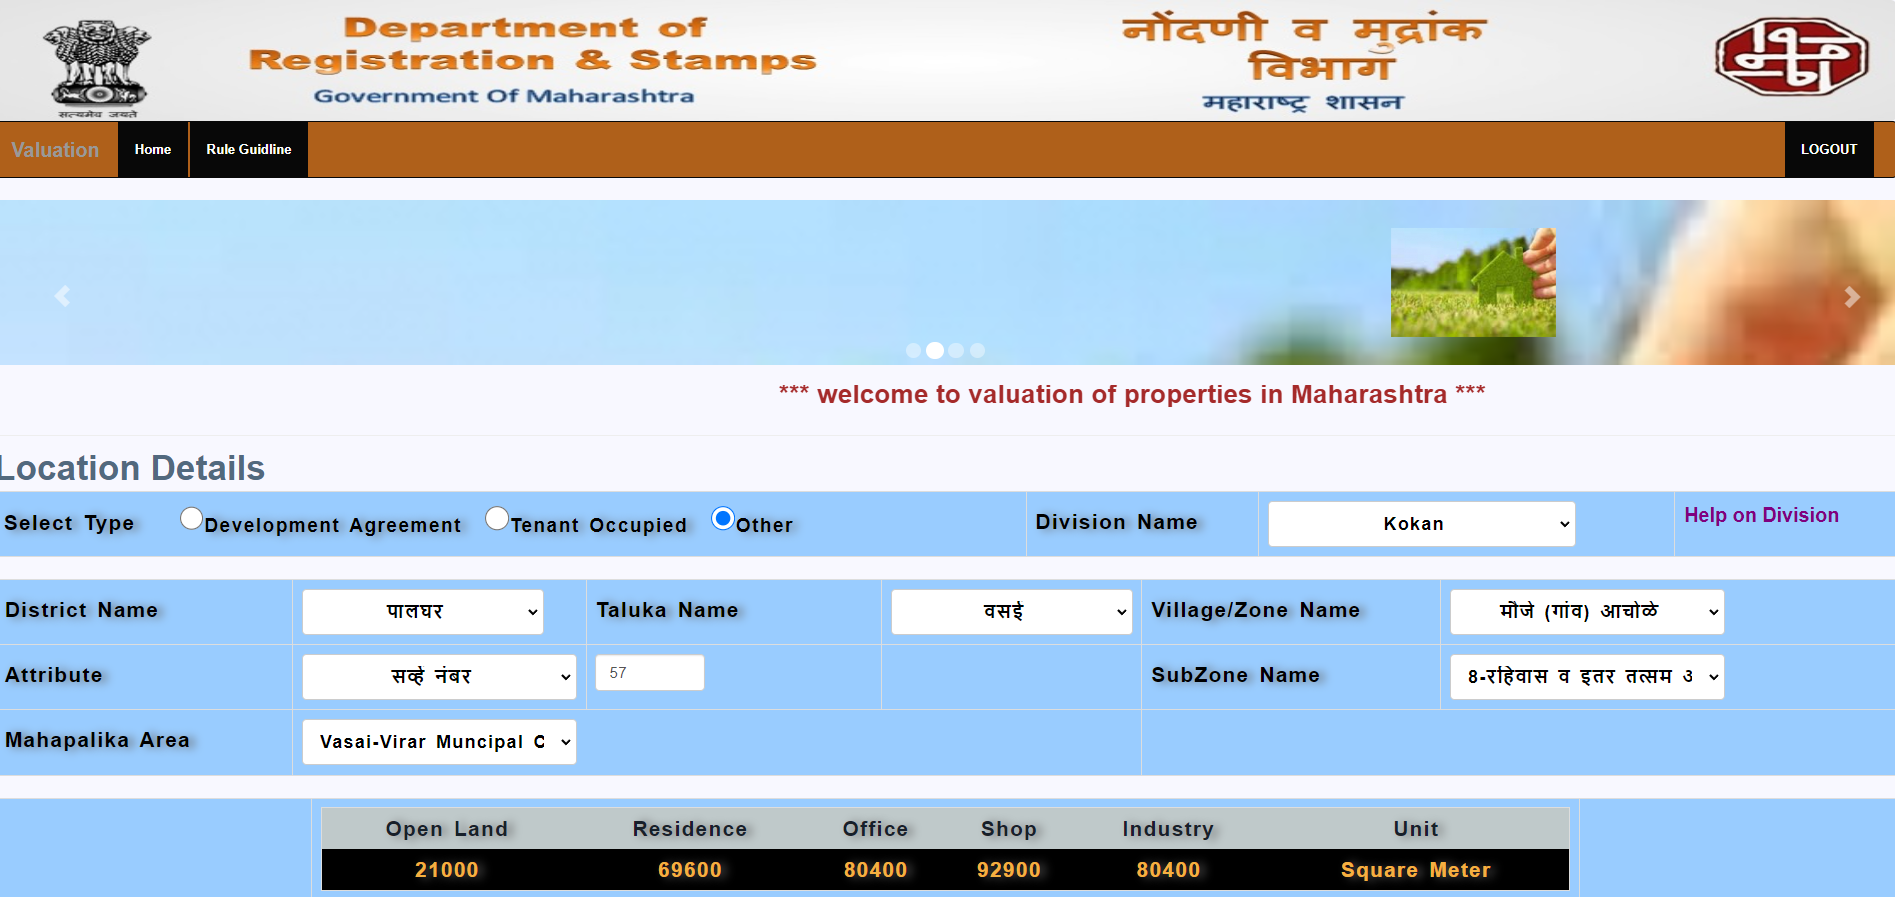 Department of
Registration & Stamps
Government Of Maharashtra
नोंदणी व मुद्रांक
विभाग
महाराष्ट्र शासन
सत्यमेव जयते
Valuation Home Rule Guidline LOGOUT
*** welcome to valuation of properties in Maharashtra ***
Location Details
Select Type Development Agreement Tenant Occupied Other Division Name Kokan Help on Division
District Name पालघर Taluka Name वसई Village/Zone Name मौजे (गांव) आचोळे
Attribute सर्व्हे नंबर 57 SubZone Name 8-रहिवास व इतर तत्सम
Mahapalika Area Vasai-Virar Muncipal
Open Land Residence Office Shop Industry Unit
21000 69600 80400 92900 80400 Square Meter